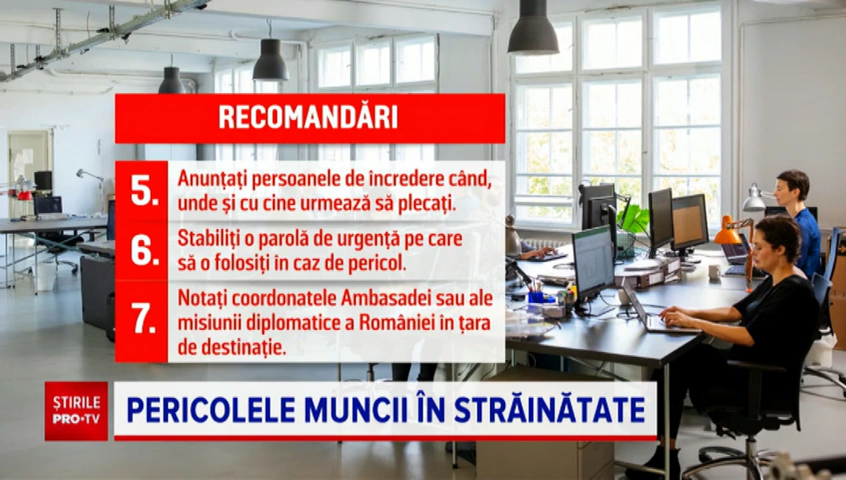 RECOMANDĂRI
5.
Anunțați persoanele de încredere când,
unde și cu cine urmează să plecați.
6.
Stabiliți o parolă de urgență pe care
să o folosiți în caz de pericol.
7.
Notați coordonatele Ambasadei sau ale
misiunii diplomatice a României în țara
de destinație.
ȘTIRILE
PRO•TV
PERICOLELE MUNCII ÎN STRĂINĂTATE